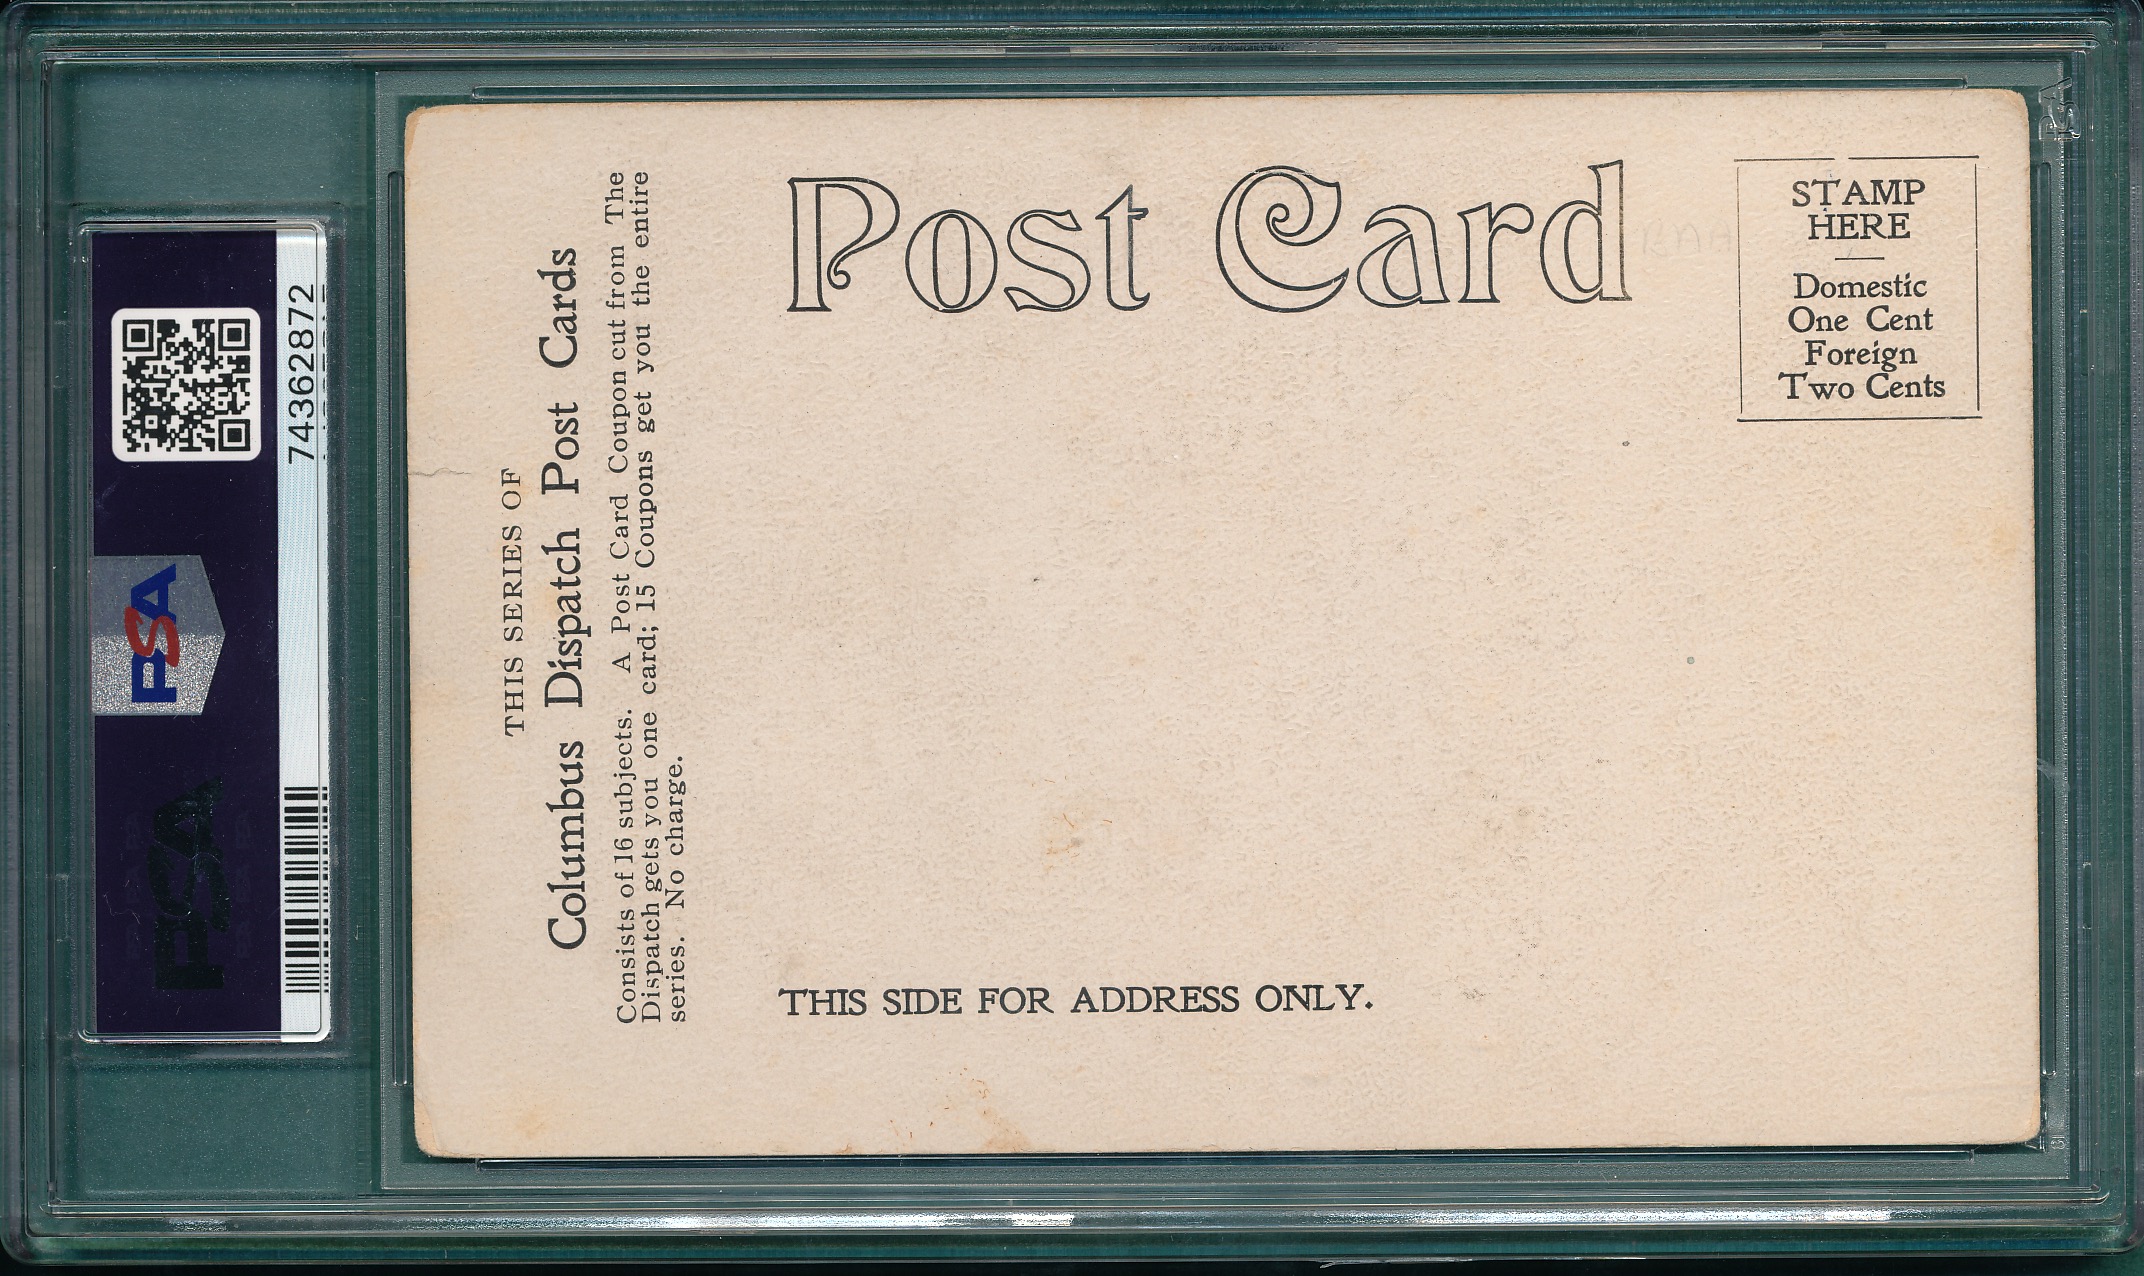 74362872
PSA
PSA
THIS SERIES OF
Columbus Dispatch Post Cards
Consists of 16 subjects. A Post Card Coupon cut from The
Dispatch gets you one card; 15 Coupons get you the entire
series. No charge.
Post Card
STAMP
HERE
Domestic
One Cent
Foreign
Two Cents
THIS SIDE FOR ADDRESS ONLY.